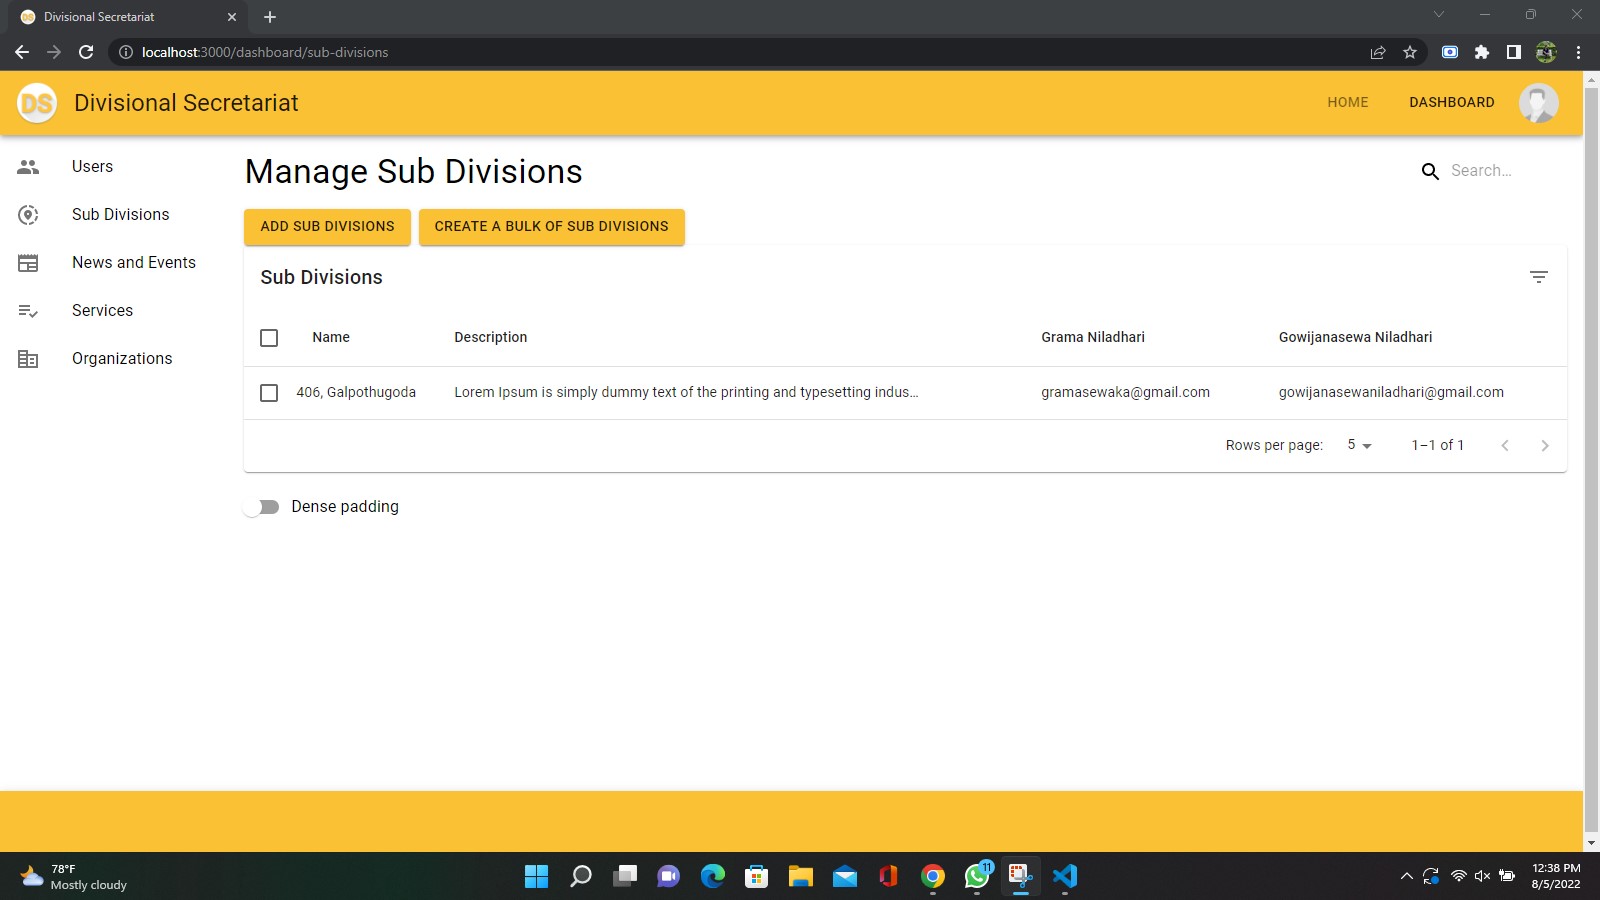 Divisional Secretariat
localhost:3000/dashboard/sub-divisions
DS Divisional Secretariat HOME DASHBOARD
Users
Sub Divisions
News and Events
Services
Organizations
Manage Sub Divisions
Search...
ADD SUB DIVISIONS CREATE A BULK OF SUB DIVISIONS
Sub Divisions
Name Description Grama Niladhari Gowijanasewa Niladhari
406, Galpothugoda Lorem Ipsum is simply dummy text of the printing and typesetting indus... gramasewaka@gmail.com gowijanasewaniladhari@gmail.com
Rows per page: 5 1–1 of 1
Dense padding
78°F
Mostly cloudy
11
12:38 PM
8/5/2022